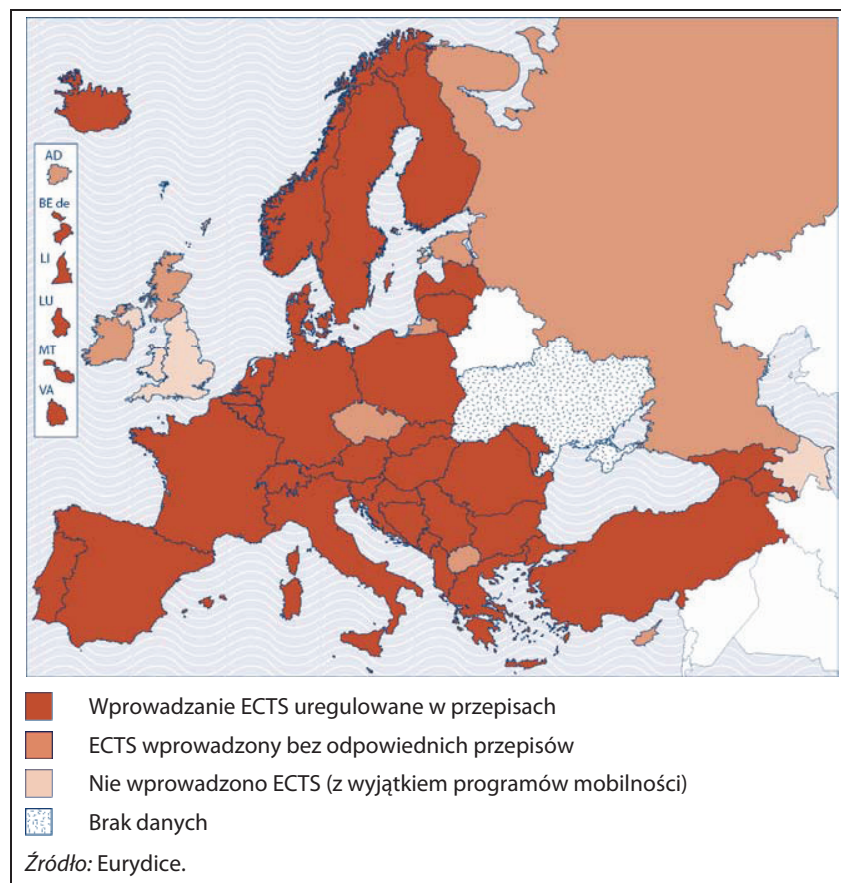 AD
BE de
LI
LU
MT
VA
Wprowadzanie ECTS uregulowane w przepisach
ECTS wprowadzony bez odpowiednich przepisów
Nie wprowadzono ECTS (z wyjątkiem programów mobilności)
Brak danych
Źródło: Eurydice.